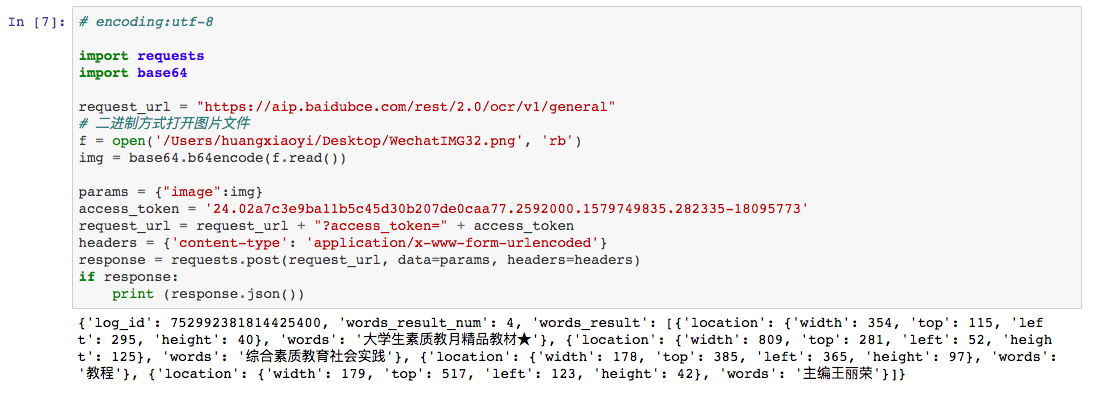 In [7]:
# encoding:utf-8
import requests
import base64
request_url = "https://aip.baidubce.com/rest/2.0/ocr/v1/general"
# 二进制方式打开图片文件
f = open('/Users/huangxiaoyi/Desktop/WechatIMG32.png', 'rb')
img = base64.b64encode(f.read())
params = {"image":img}
access_token = '24.02a7c3e9ba11b5c45d30b207de0caa77.2592000.1579749835.282335-18095773'
request_url = request_url + "?access_token=" + access_token
headers = {'content-type': 'application/x-www-form-urlencoded'}
response = requests.post(request_url, data=params, headers=headers)
if response:
    print (response.json())
{'log_id': 752992381814425400, 'words_result_num': 4, 'words_result': [{'location': {'width': 354, 'top': 115, 'lef
t': 295, 'height': 40}, 'words': '大学生素质教月精品教材★'}, {'location': {'width': 809, 'top': 281, 'left': 52, 'heigh
t': 125}, 'words': '综合素质教育社会实践'}, {'location': {'width': 178, 'top': 385, 'left': 365, 'height': 97}, 'words':
'教程'}, {'location': {'width': 179, 'top': 517, 'left': 123, 'height': 42}, 'words': '主编王丽荣'}]}